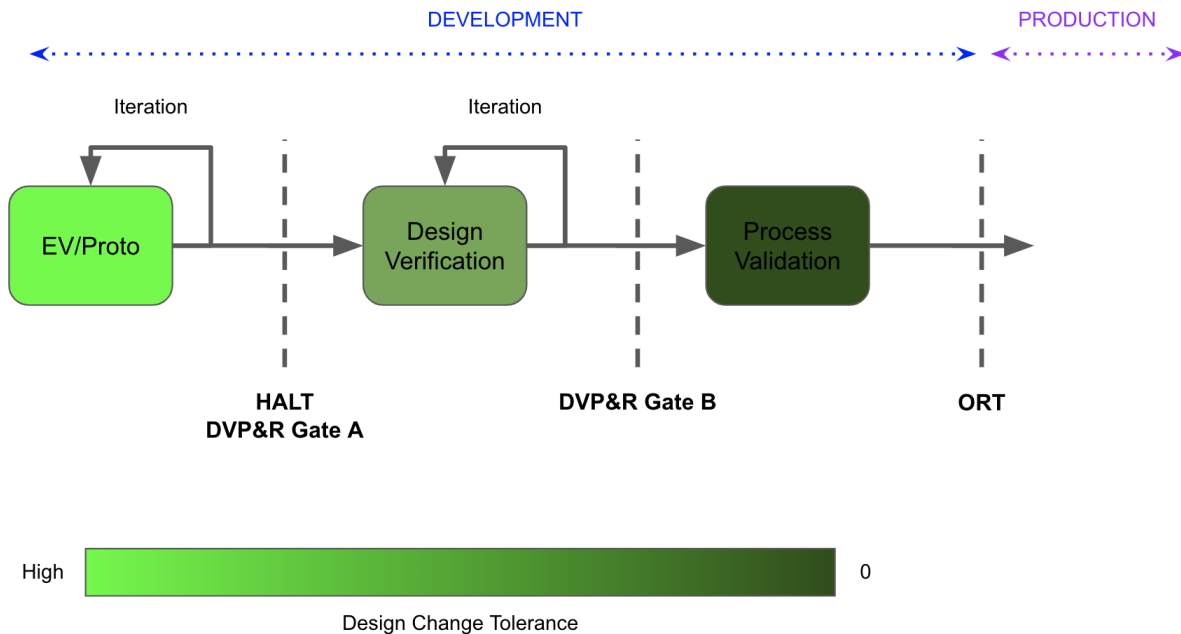 DEVELOPMENT
PRODUCTION
Iteration
Iteration
EV/Proto
Design
Verification
Process
Validation
HALT
DVP&R Gate A
DVP&R Gate B
ORT
High
0
Design Change Tolerance